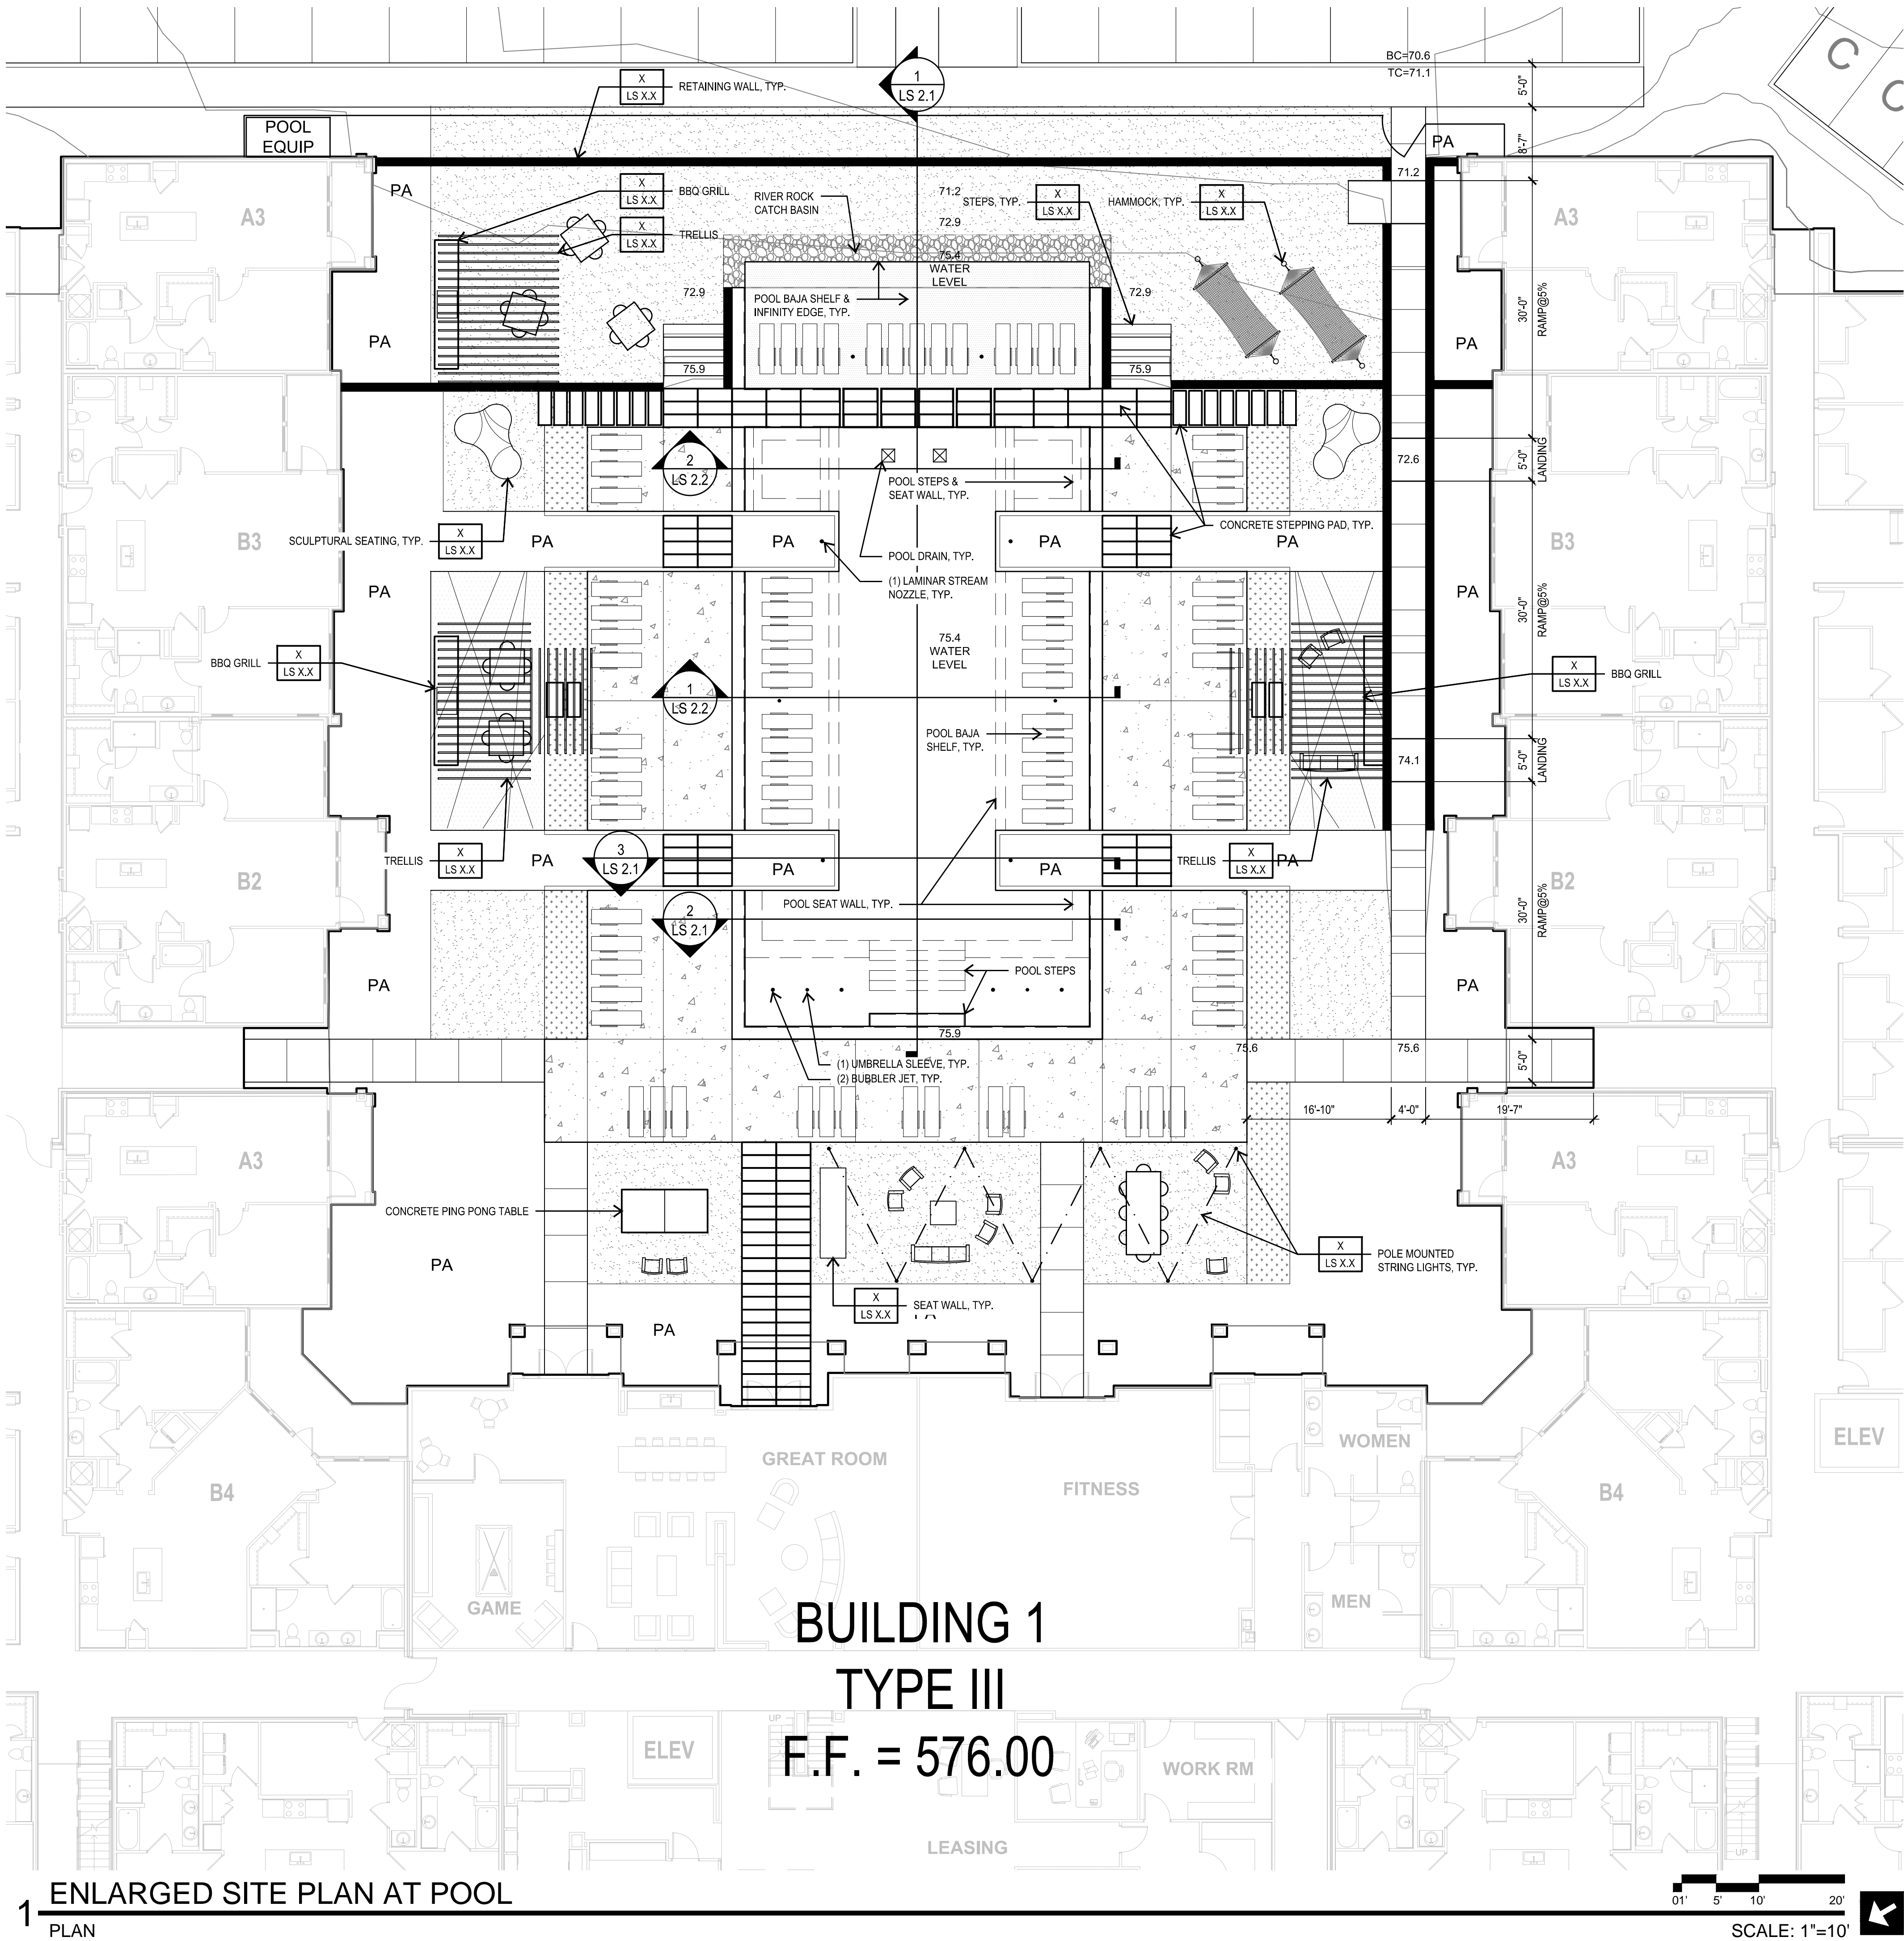 BC=70.6
TC=71.1
5'-0"
C
C
1
LS 2.1
X
LS X.X
RETAINING WALL, TYP.
POOL
EQUIP
PA
8'-7"
71.2
PA
X
LS X.X
BBQ GRILL
X
LS X.X
TRELLIS
RIVER ROCK
CATCH BASIN
71.2
72.9
STEPS, TYP.
X
LS X.X
HAMMOCK, TYP.
X
LS X.X
A3
A3
75.4
WATER
LEVEL
72.9
72.9
POOL BAJA SHELF &
INFINITY EDGE, TYP.
30'-0"
RAMP@5%
PA
PA
75.9
75.9
2
LS 2.2
72.6
5'-0"
LANDING
POOL STEPS &
SEAT WALL, TYP.
CONCRETE STEPPING PAD, TYP.
SCULPTURAL SEATING, TYP.
X
LS X.X
B3
PA
PA
PA
PA
B3
POOL DRAIN, TYP.
(1) LAMINAR STREAM
NOZZLE, TYP.
PA
PA
30'-0"
RAMP@5%
75.4
WATER
LEVEL
BBQ GRILL
X
LS X.X
X
LS X.X
BBQ GRILL
1
LS 2.2
POOL BAJA
SHELF, TYP.
74.1
5'-0"
LANDING
TRELLIS
X
LS X.X
PA
3
LS 2.1
PA
PA
TRELLIS
X
LS X.X
PA
B2
B2
POOL SEAT WALL, TYP.
2
LS 2.1
30'-0"
RAMP@5%
POOL STEPS
PA
PA
75.9
75.6
75.6
5'-0"
(1) UMBRELLA SLEEVE, TYP.
(2) BUBBLER JET, TYP.
16'-10"
4'-0"
19'-7"
A3
A3
CONCRETE PING PONG TABLE
PA
X
LS X.X
POLE MOUNTED
STRING LIGHTS, TYP.
X
LS X.X
SEAT WALL, TYP.
PA
WOMEN
ELEV
GREAT ROOM
FITNESS
B4
B4
GAME
MEN
BUILDING 1
TYPE III
F.F. = 576.00
UP
ELEV
WORK RM
LEASING
UP
1
ENLARGED SITE PLAN AT POOL
PLAN
01' 5' 10' 20'
SCALE: 1"=10'